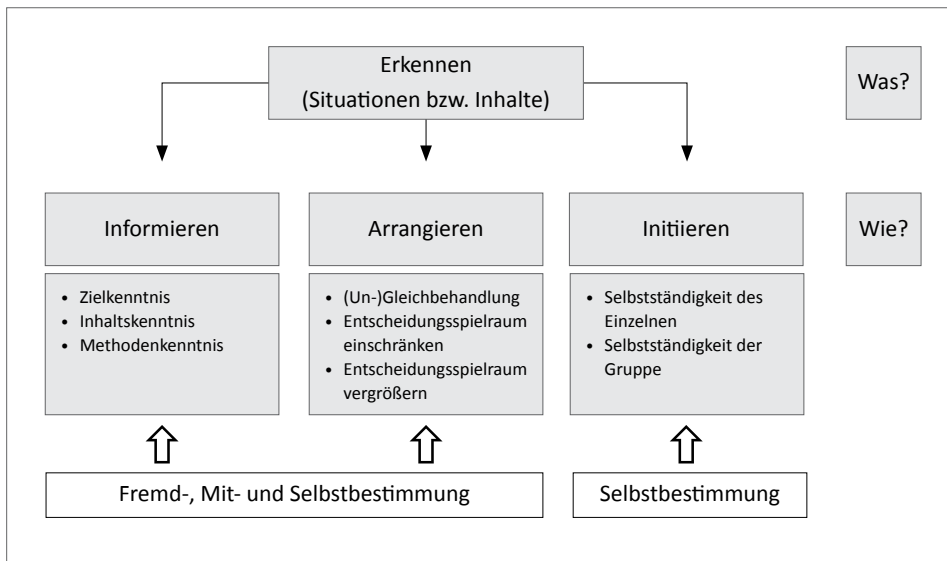 Erkennen
(Situationen bzw. Inhalte)
Was?
Informieren
Arrangieren
Initiieren
Wie?
• Zielkenntnis
• Inhaltskenntnis
• Methodenkenntnis
• (Un-)Gleichbehandlung
• Entscheidungsspielraum
einschränken
• Entscheidungsspielraum
vergrößern
• Selbstständigkeit des
Einzelnen
• Selbstständigkeit der
Gruppe
Fremd-, Mit- und Selbstbestimmung
Selbstbestimmung